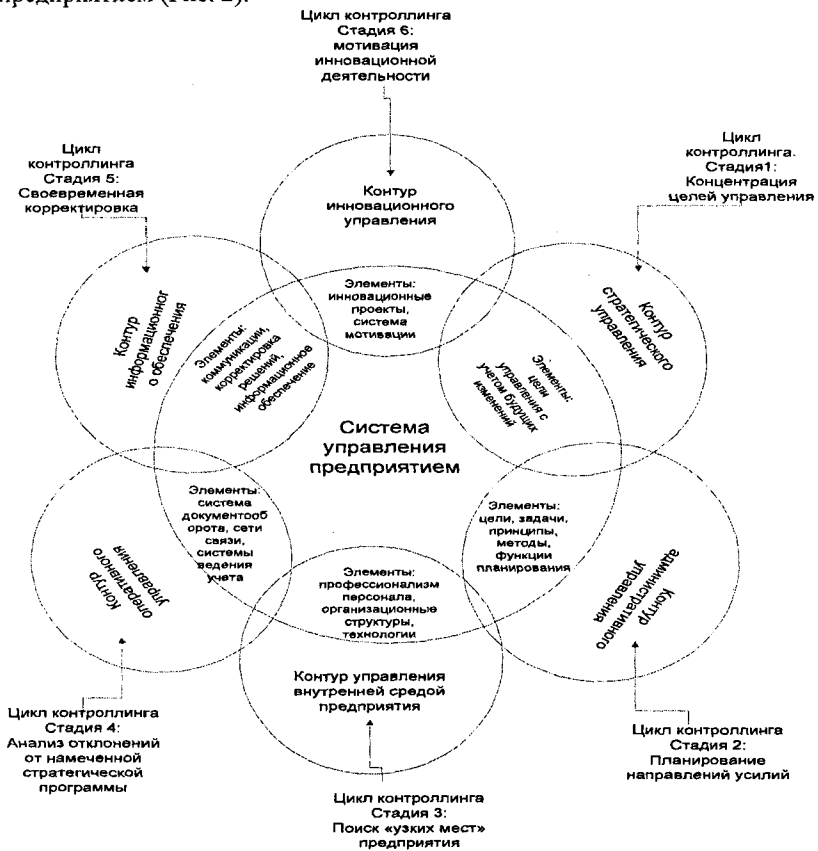 предприятием (Рис. 2).
Цикл контроллинга
Стадия 6:
мотивация
инновационной
деятельности
Цикл
контроллинга
Стадия 5:
Своевременная
корректировка
Цикл
контроллинга.
Стадия1:
Концентрация
целей управления
Контур
инновационного
управления
Элементы:
инновационные
проекты,
система
мотивации
Контур
информационног
о обеспечения
Элементы:
коммуникации,
корректировка
решений,
информационное
обеспечение
Контур
стратегического
управления
Элементы:
цели
управления с
учетом будущих
изменений
Система
управления
предприятием
Элементы:
система
документооб
орота, сети
связи,
системы
ведения
учета
Контур
оперативного
управления
Элементы:
цели, задачи,
принципы,
методы,
функции
планирования
Контур
административного
управления
Элементы:
профессионализм
персонала,
организационные
структуры,
технологии
Контур управления
внутренней средой
предприятия
Цикл контроллинга
Стадия 4:
Анализ отклонений
от намеченной
стратегической
программы
Цикл контроллинга
Стадия 2:
Планирование
направлений усилий
Цикл контроллинга
Стадия 3:
Поиск «узких мест»
предприятия